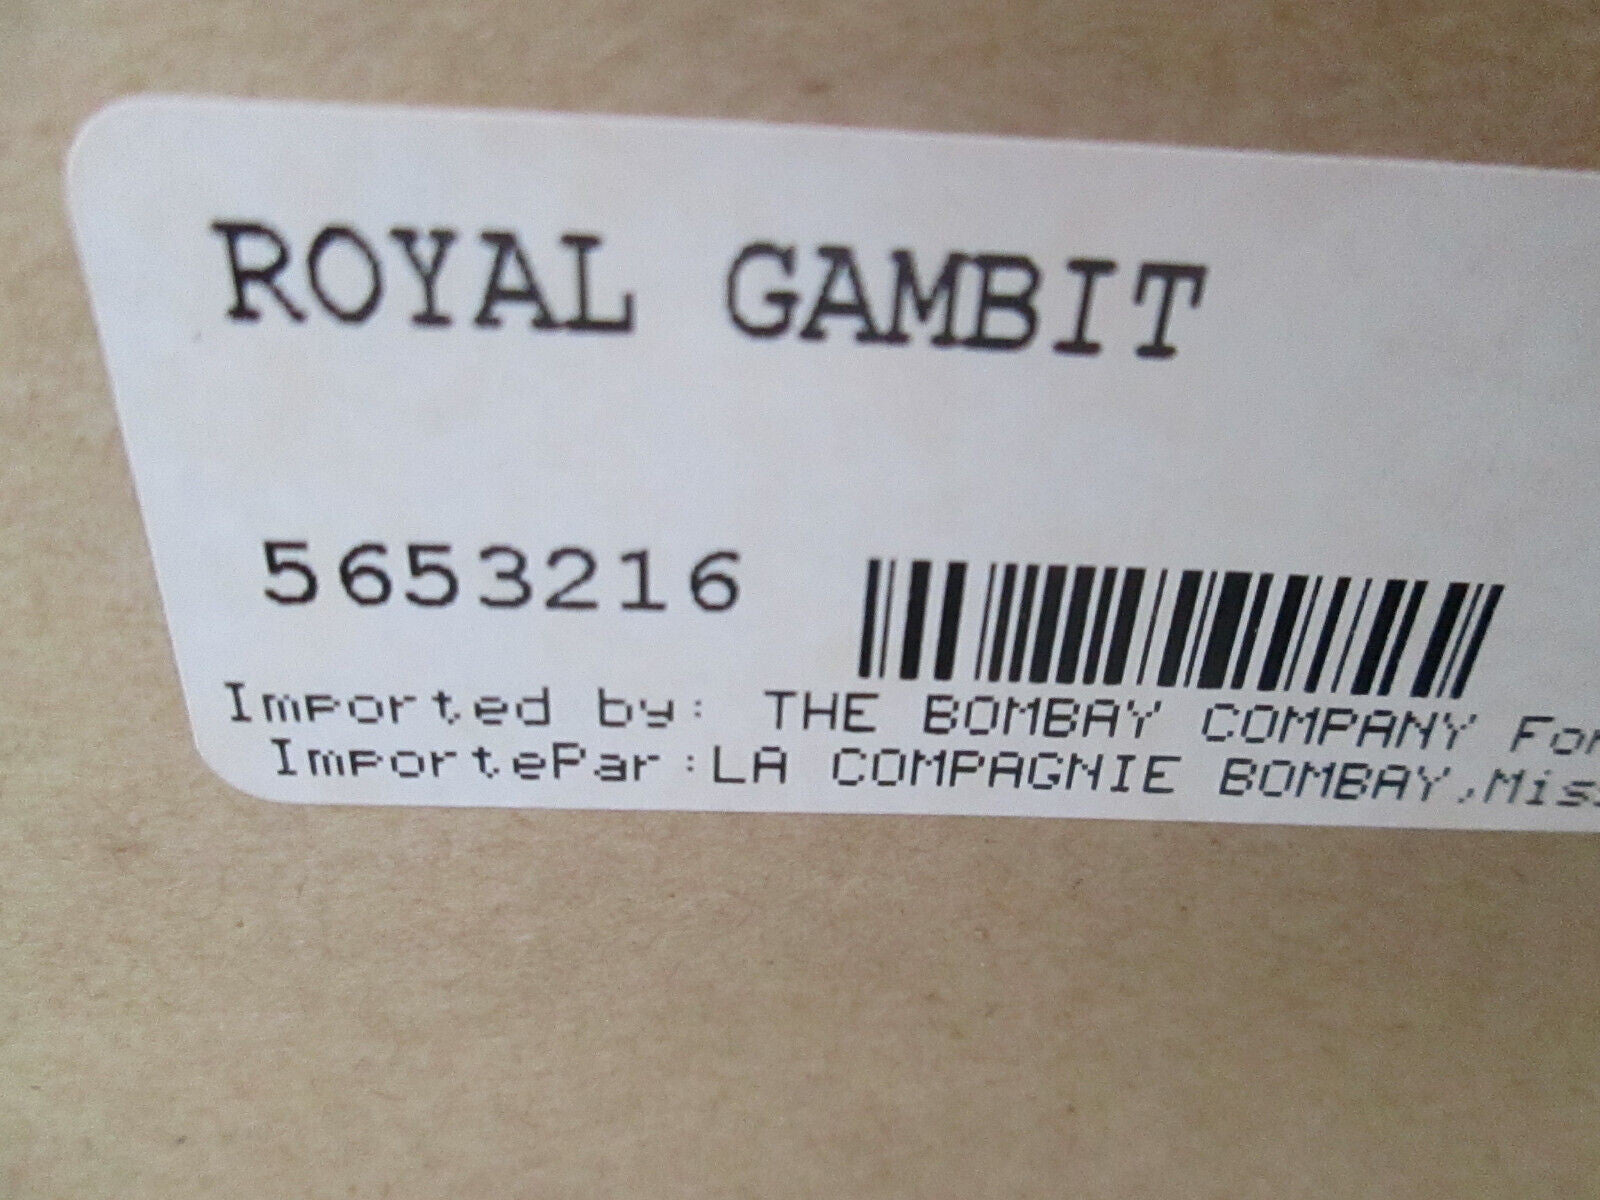 ROYAL GAMBIT
5653216
Imported by: THE BOMBAY COMPANY
ImportePar:LA COMPAGNIE BOMBAY,